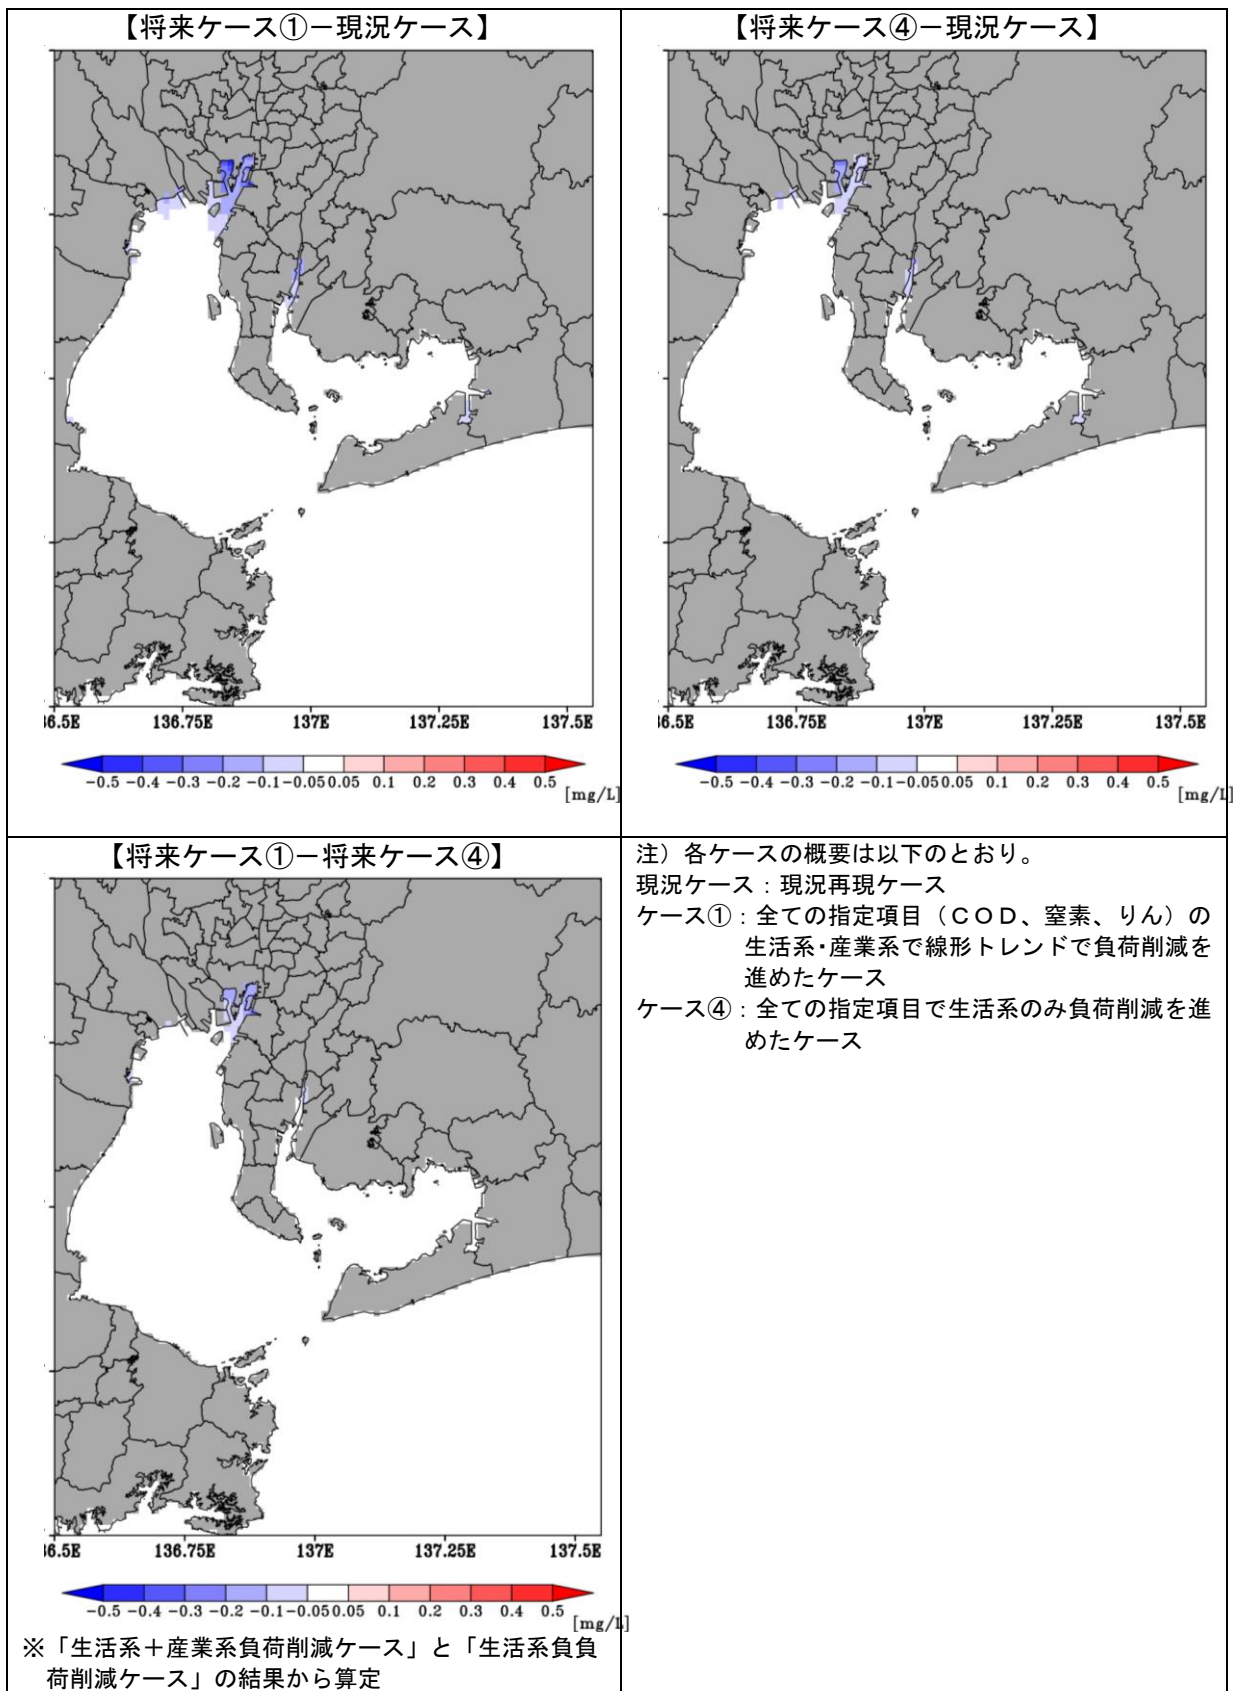 【将来ケース①－現況ケース】
36.5E 136.75E 137E 137.25E 137.5E
-0.5 -0.4 -0.3 -0.2 -0.1 -0.05 0.05 0.1 0.2 0.3 0.4 0.5
[mg/L]
【将来ケース④－現況ケース】
36.5E 136.75E 137E 137.25E 137.5E
-0.5 -0.4 -0.3 -0.2 -0.1 -0.05 0.05 0.1 0.2 0.3 0.4 0.5
[mg/L]
【将来ケース①－将来ケース④】
36.5E 136.75E 137E 137.25E 137.5E
-0.5 -0.4 -0.3 -0.2 -0.1 -0.05 0.05 0.1 0.2 0.3 0.4 0.5
[mg/L]
※「生活系＋産業系負荷削減ケース」と「生活系負負
荷削減ケース」の結果から算定
注）各ケースの概要は以下のとおり。
現況ケース：現況再現ケース
ケース①：全ての指定項目（ＣＯＤ、窒素、りん）の
生活系・産業系で線形トレンドで負荷削減を
進めたケース
ケース④：全ての指定項目で生活系のみ負荷削減を進
めたケース